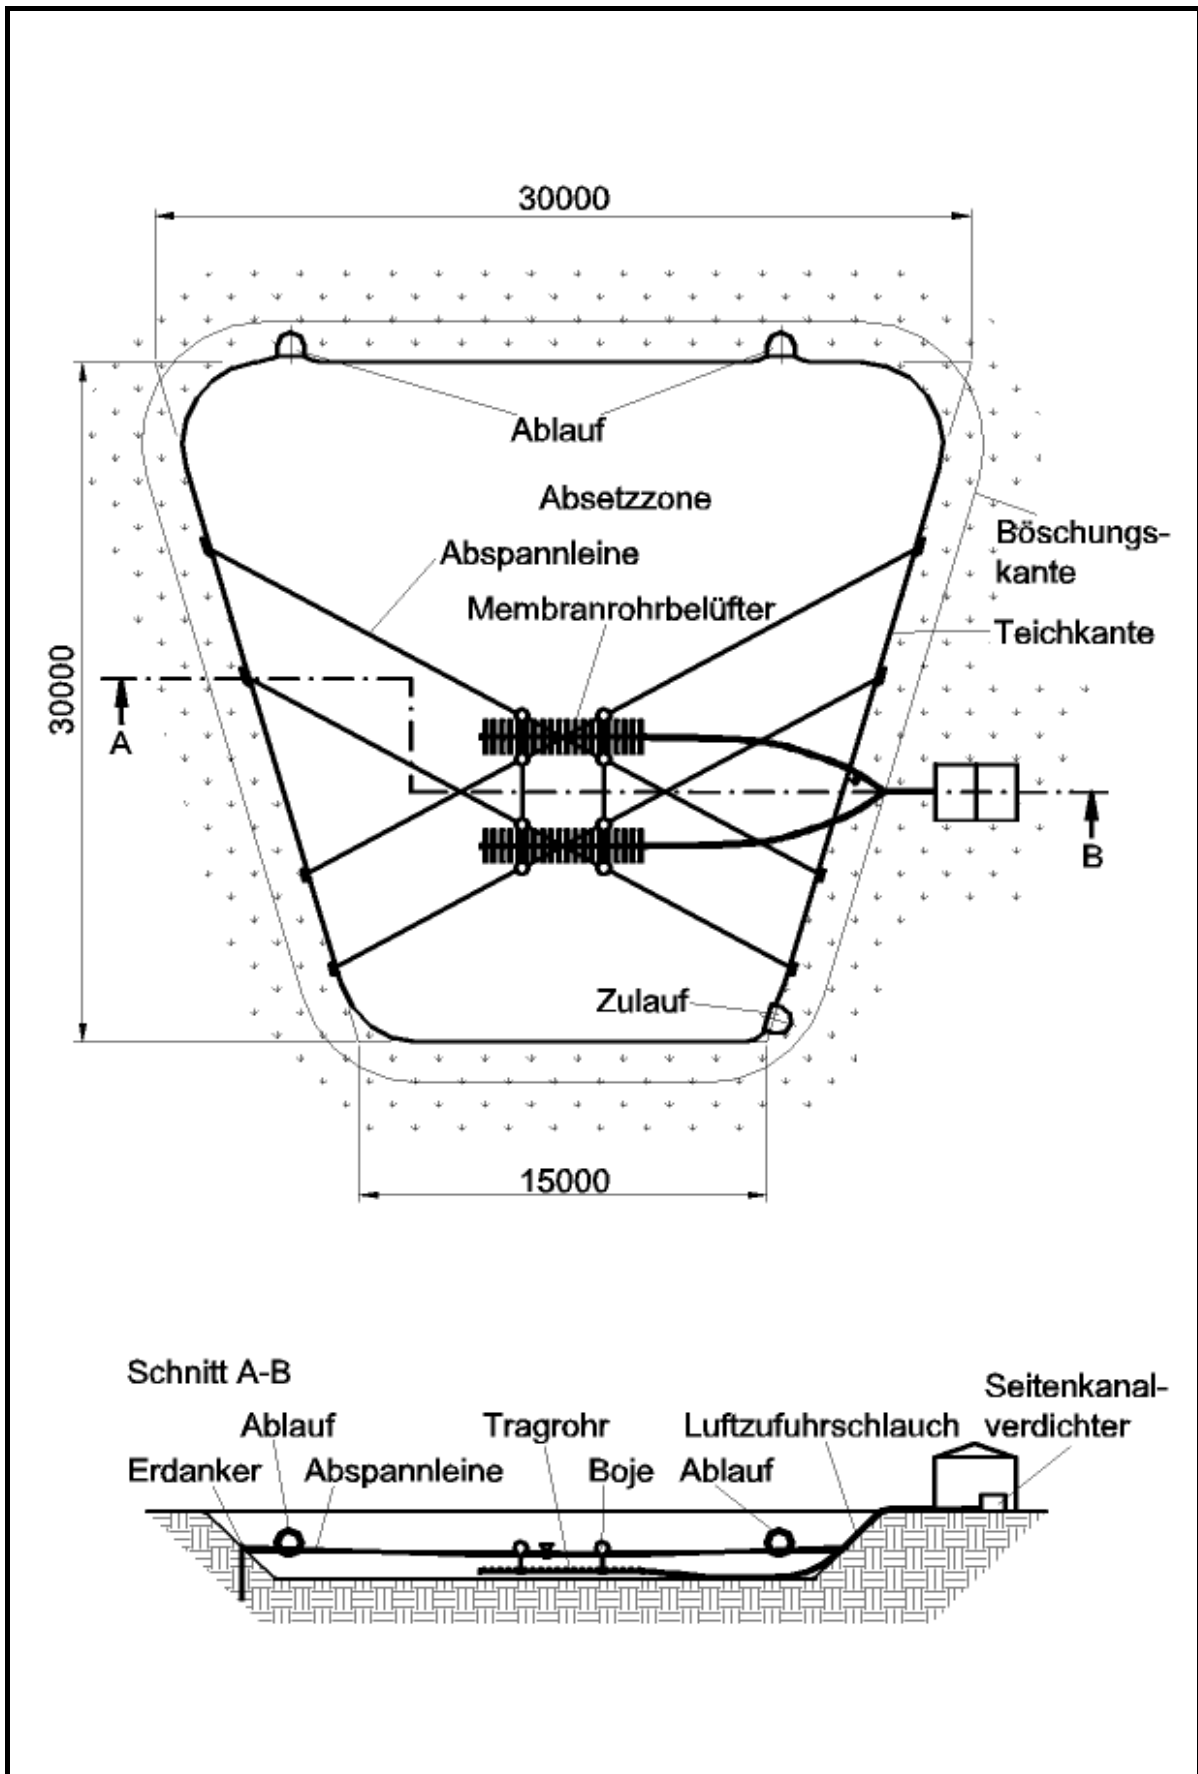 30000
Ablauf
Absetzzone
Abspannleine
Böschungs-
kante
Membranrohrbelüfter
Teichkante
30000
A
B
Zulauf
15000
Schnitt A-B
Seitenkanal-
verdichter
Ablauf
Tragrohr
Luftzufuhrschlauch
Erdanker
Abspannleine
Boje
Ablauf